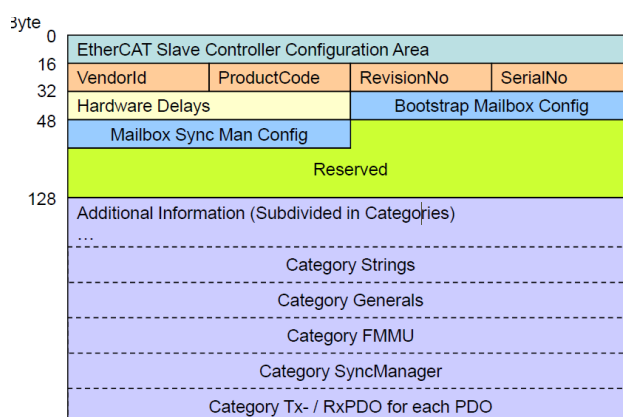 Byte
0
EtherCAT Slave Controller Configuration Area
16
VendorId ProductCode RevisionNo SerialNo
32
Hardware Delays Bootstrap Mailbox Config
48
Mailbox Sync Man Config
Reserved
128
Additional Information (Subdivided in Categories)
...
Category Strings
Category Generals
Category FMMU
Category SyncManager
Category Tx- / RxPDO for each PDO